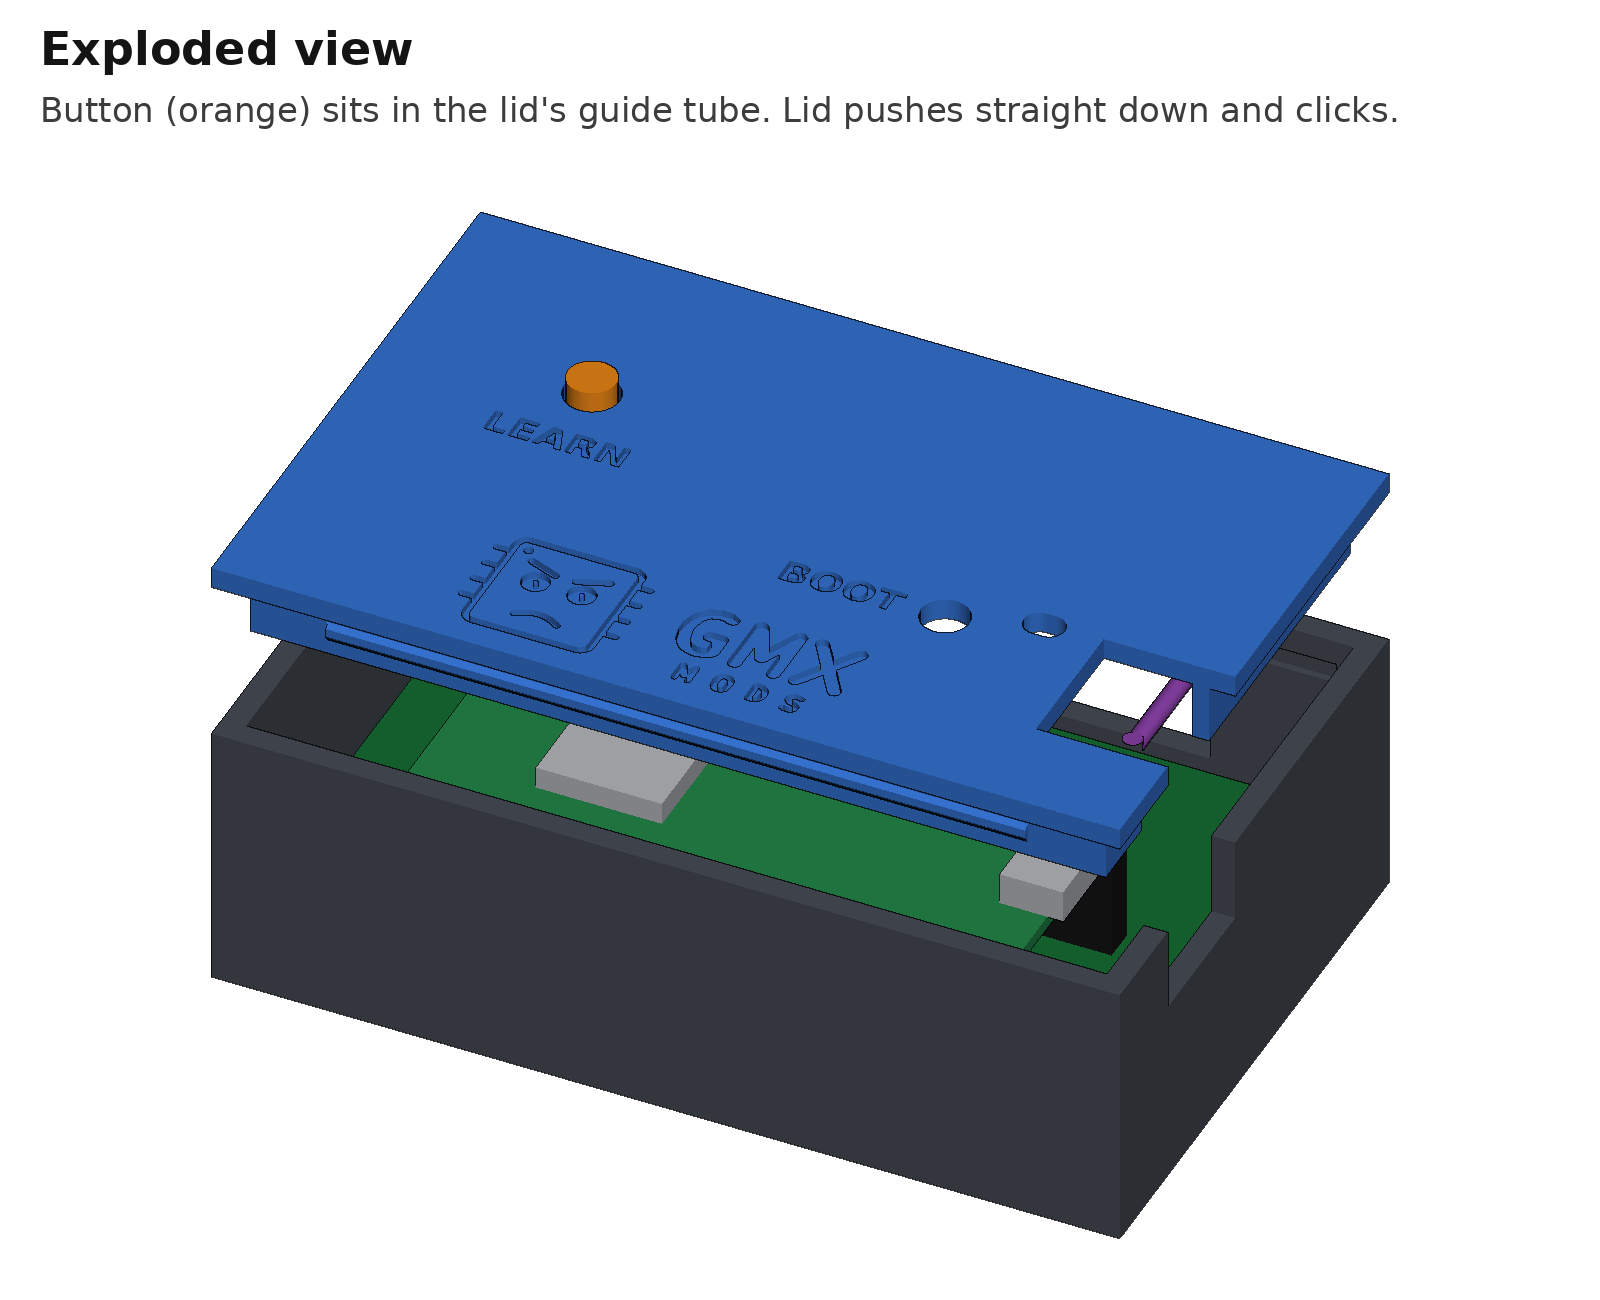 Exploded view
Button (orange) sits in the lid's guide tube. Lid pushes straight down and clicks.
LEARN
BOOT
GMX
MODS